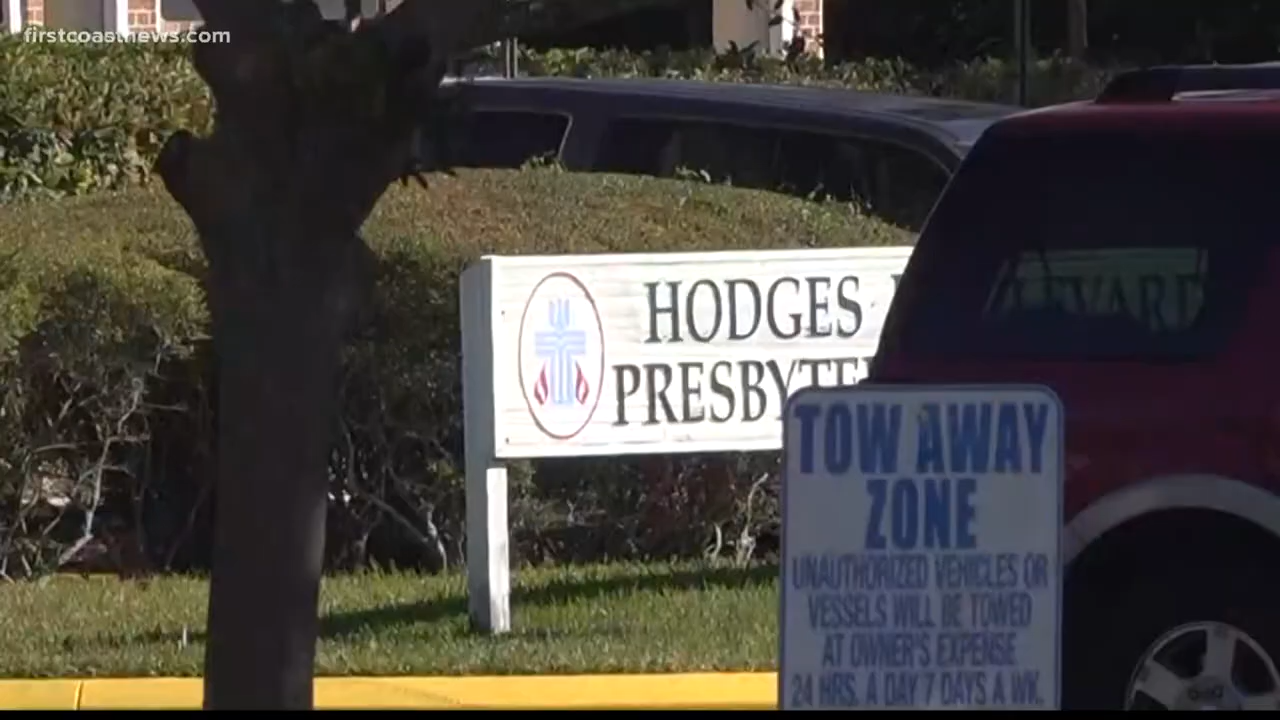 firstcoastnews.com
HODGES
LEVARD
PRESBYTE
TOW AWAY
ZONE
UNAUTHORIZED VEHICLES OR
VESSELS WILL BE TOWED
AT OWNER'S EXPENSE
24 HRS. A DAY 7 DAYS A WK.